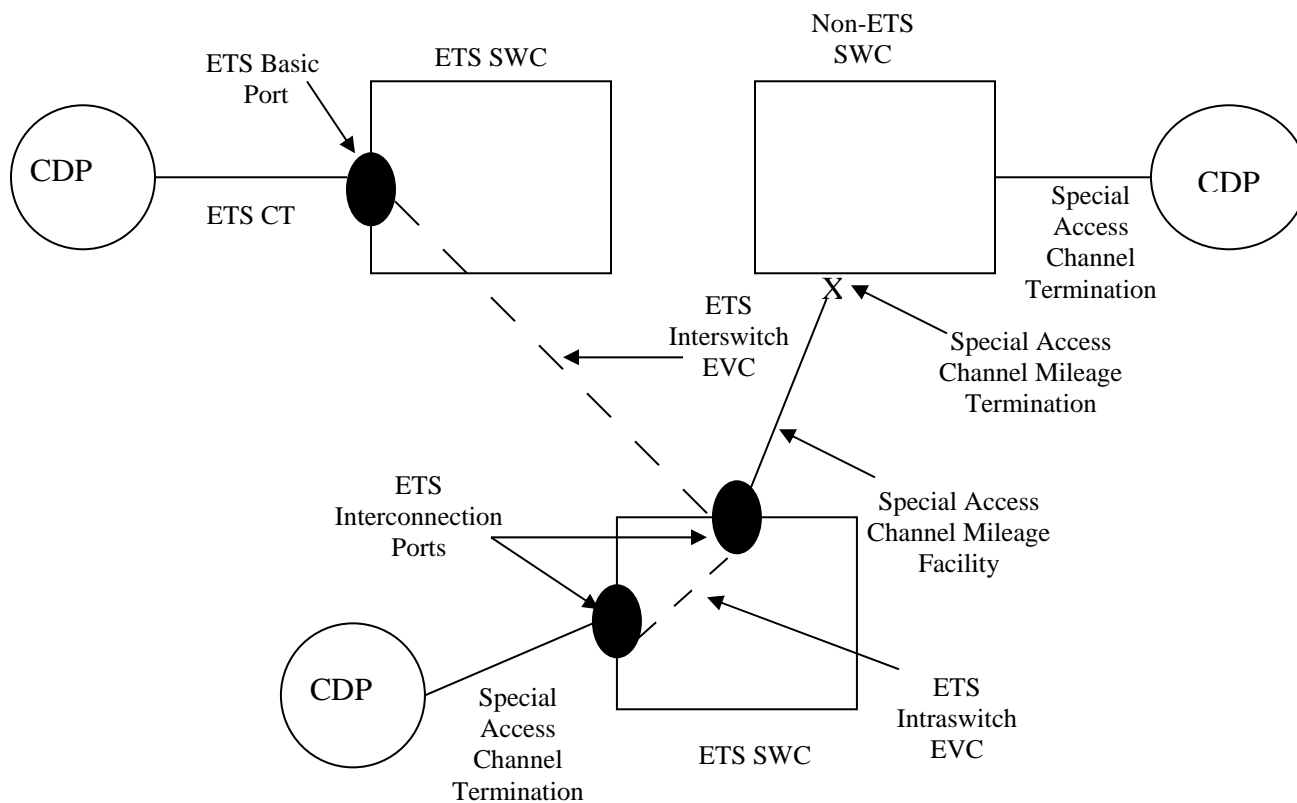 Non-ETS
SWC
ETS SWC
ETS Basic
Port
CDP
ETS CT
CDP
Special
Access
Channel
Termination
X
ETS
Interswitch
EVC
Special Access
Channel Mileage
Termination
ETS
Interconnection
Ports
Special Access
Channel Mileage
Facility
CDP
Special
Access
Channel
Termination
ETS
Intraswitch
EVC
ETS SWC